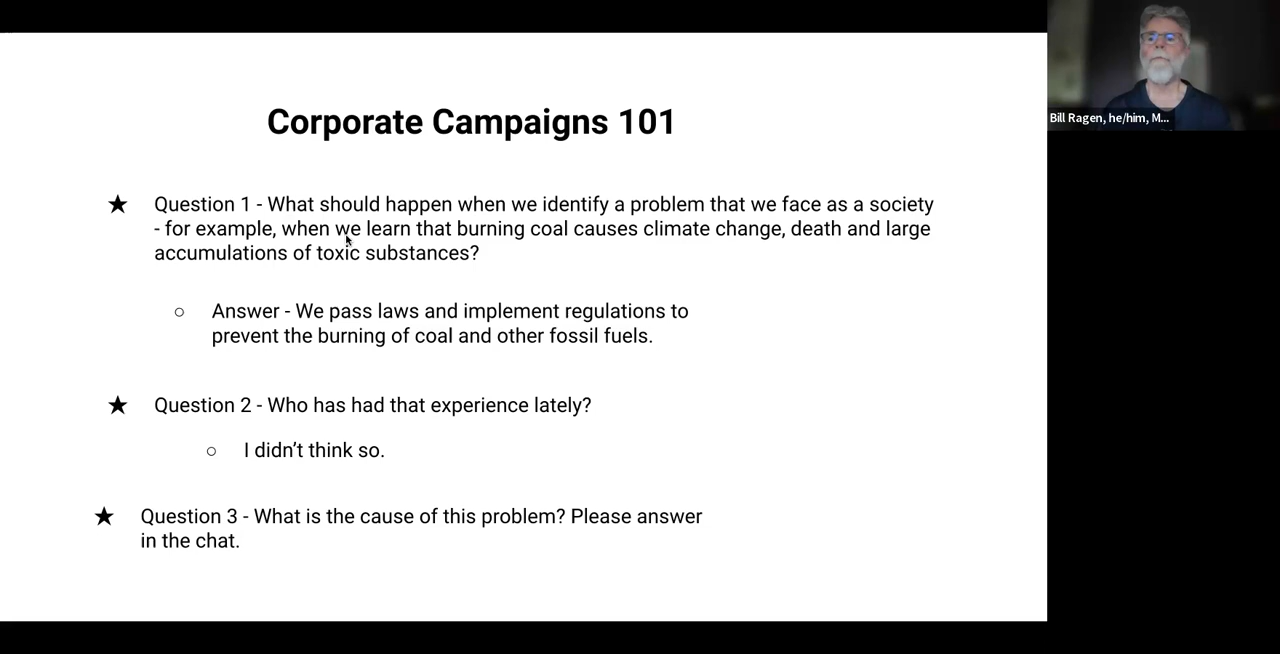 Corporate Campaigns 101
★ Question 1 - What should happen when we identify a problem that we face as a society
- for example, when we learn that burning coal causes climate change, death and large
accumulations of toxic substances?
○ Answer - We pass laws and implement regulations to
prevent the burning of coal and other fossil fuels.
★ Question 2 - Who has had that experience lately?
○ I didn’t think so.
★ Question 3 - What is the cause of this problem? Please answer
in the chat.
Bill Ragen, he/him, M...